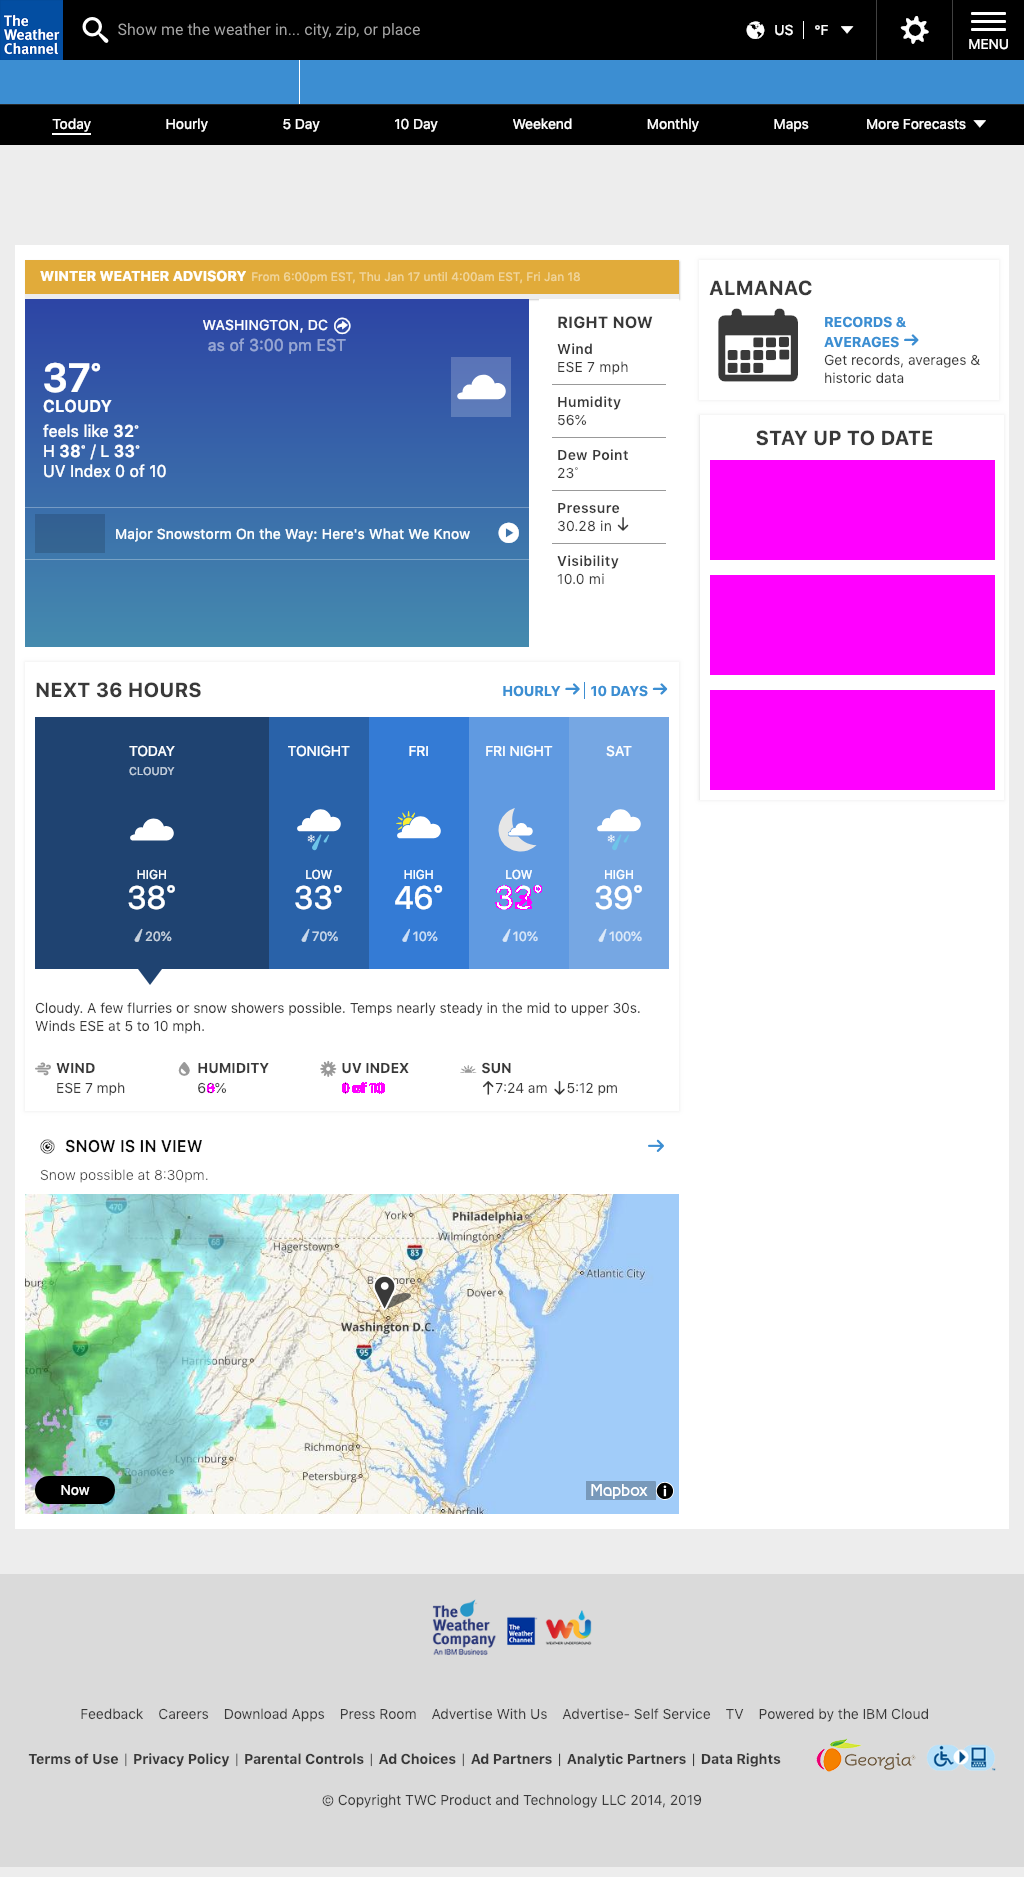 The Weather Channel
Show me the weather in... city, zip, or place
US
°F
MENU
Today Hourly 5 Day 10 Day Weekend Monthly Maps More Forecasts
WINTER WEATHER ADVISORY From 6:00pm EST, Thu Jan 17 until 4:00am EST, Fri Jan 18
WASHINGTON, DC
as of 3:00 pm EST
37°
CLOUDY
feels like 32°
H 38° / L 33°
UV Index 0 of 10
Major Snowstorm On the Way: Here's What We Know
RIGHT NOW
Wind
ESE 7 mph
Humidity
56%
Dew Point
23°
Pressure
30.28 in ↓
Visibility
10.0 mi
ALMANAC
RECORDS &
AVERAGES →
Get records, averages &
historic data
STAY UP TO DATE
NEXT 36 HOURS
HOURLY → | 10 DAYS →
TODAY TONIGHT FRI FRI NIGHT SAT
CLOUDY
HIGH LOW HIGH LOW HIGH
38° 33° 46° 39°
20% 70% 10% 10% 100%
Cloudy. A few flurries or snow showers possible. Temps nearly steady in the mid to upper 30s.
Winds ESE at 5 to 10 mph.
WIND HUMIDITY UV INDEX SUN
ESE 7 mph 0 of 10 ↑7:24 am ↓5:12 pm
SNOW IS IN VIEW →
Snow possible at 8:30pm.
470
68
York
Philadelphia
Wilmington
Hagerstown
83
Atlantic City
Dover
Washington D.C.
95
79
Harrisonburg
64
Richmond
Lynchburg
Roanoke
Petersburg
Norfolk
Now
Mapbox
The Weather Company
An IBM Business
The Weather Channel
WU
WEATHER UNDERGROUND
Feedback Careers Download Apps Press Room Advertise With Us Advertise- Self Service TV Powered by the IBM Cloud
Terms of Use | Privacy Policy | Parental Controls | Ad Choices | Ad Partners | Analytic Partners | Data Rights
Georgia
© Copyright TWC Product and Technology LLC 2014, 2019